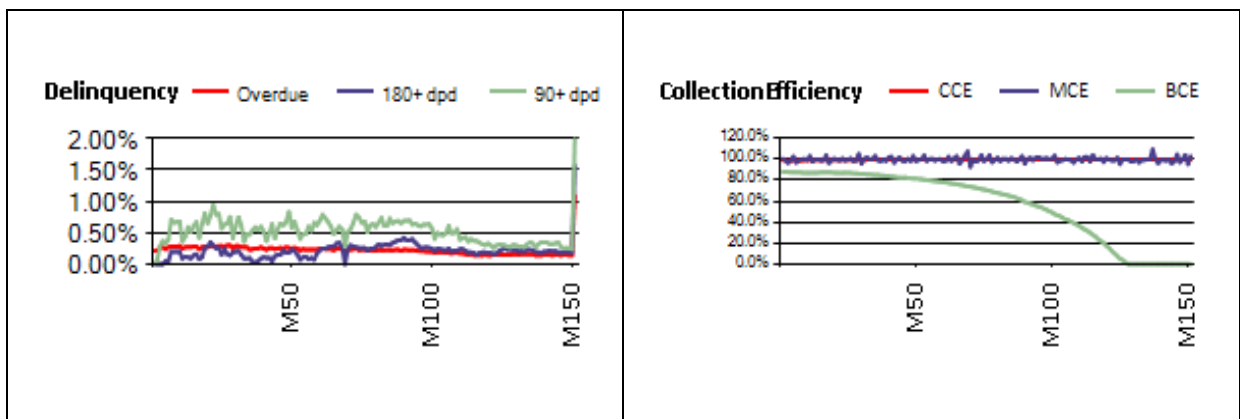 Delinquency Overdue 180+ dpd 90+ dpd
2.00%
1.50%
1.00%
0.50%
0.00%
M50
M100
M150
Collection Efficiency CCE MCE BCE
120.0%
100.0%
80.0%
60.0%
40.0%
20.0%
0.0%
M50
M100
M150